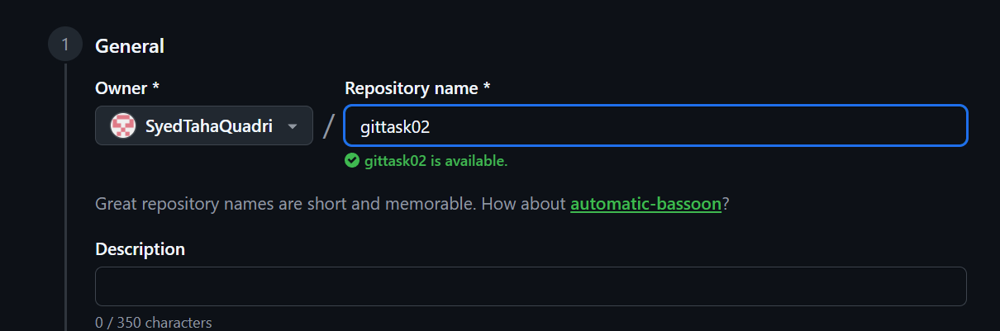 1 General
Owner * Repository name *
SyedTahaQuadri / gittask02
gittask02 is available.
Great repository names are short and memorable. How about automatic-bassoon?
Description
0 / 350 characters